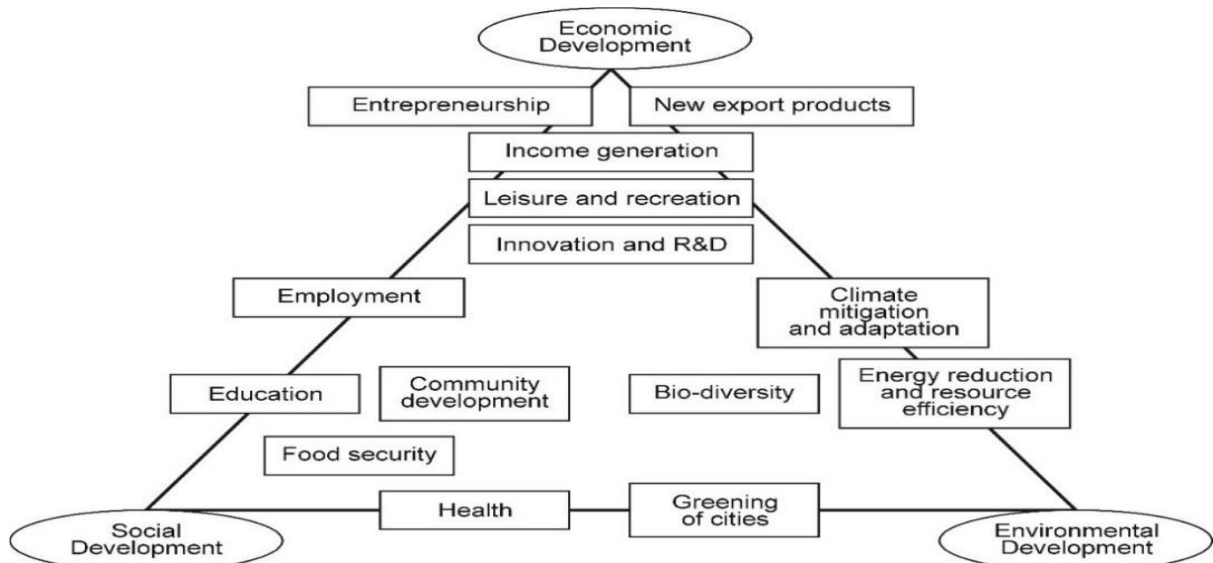 Economic
Development
Entrepreneurship
New export products
Income generation
Leisure and recreation
Innovation and R&D
Employment
Climate
mitigation
and adaptation
Education
Community
development
Bio-diversity
Energy reduction
and resource
efficiency
Food security
Health
Greening
of cities
Social
Development
Environmental
Development